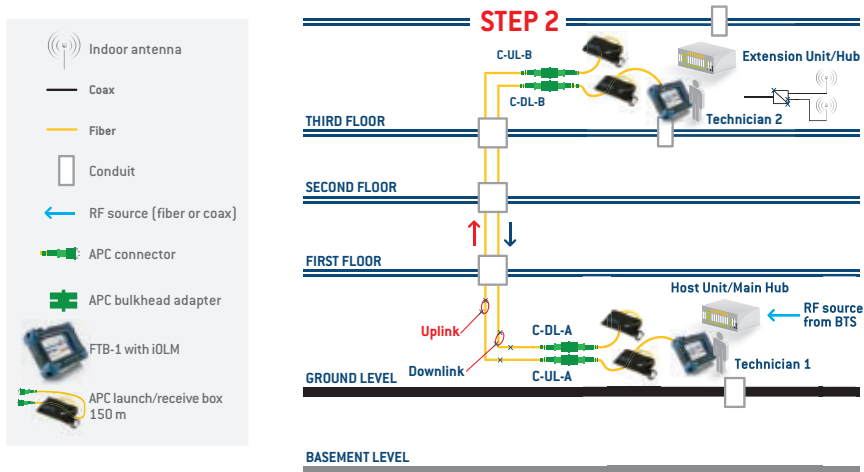 STEP 2
Indoor antenna
Coax
Fiber
Conduit
RF source (fiber or coax)
APC connector
APC bulkhead adapter
FTB-1 with iOLM
APC launch/receive box
150 m
C-UL-B
C-DL-B
Extension Unit/Hub
Technician 2
THIRD FLOOR
SECOND FLOOR
FIRST FLOOR
Host Unit/Main Hub
RF source
from BTS
Uplink
C-DL-A
Downlink
C-UL-A
Technician 1
GROUND LEVEL
BASEMENT LEVEL